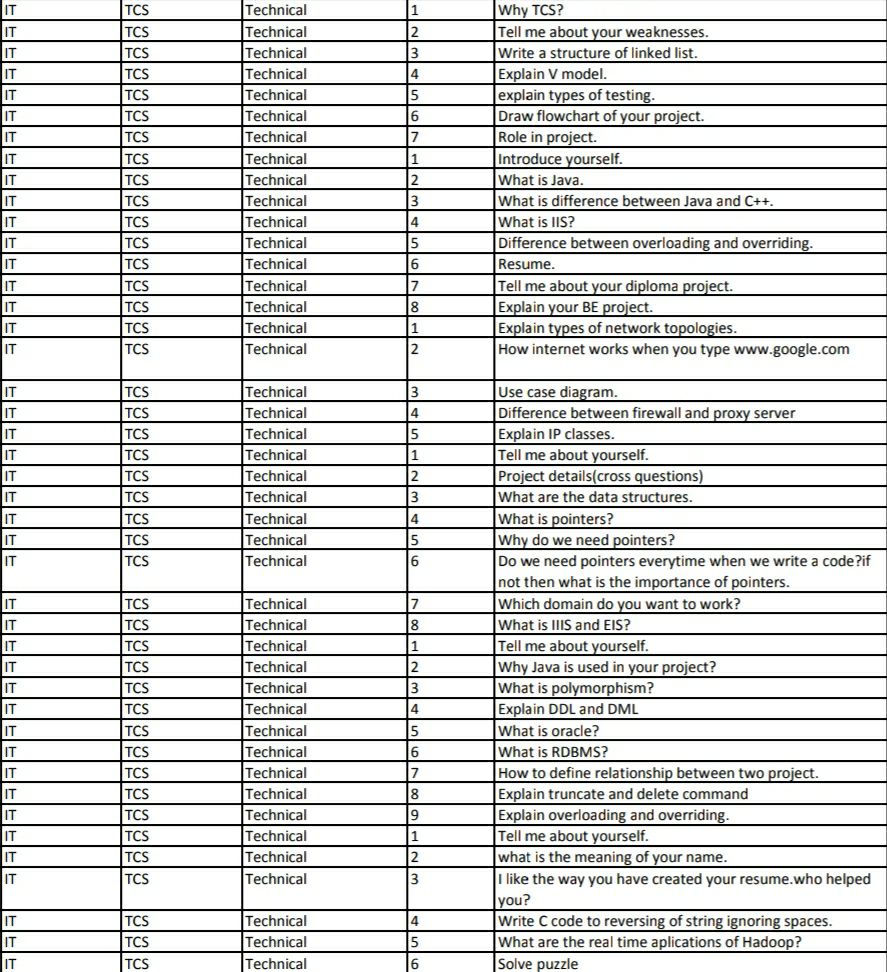 IT TCS Technical 1 Why TCS?
IT TCS Technical 2 Tell me about your weaknesses.
IT TCS Technical 3 Write a structure of linked list.
IT TCS Technical 4 Explain V model.
IT TCS Technical 5 explain types of testing.
IT TCS Technical 6 Draw flowchart of your project.
IT TCS Technical 7 Role in project.
IT TCS Technical 1 Introduce yourself.
IT TCS Technical 2 What is Java.
IT TCS Technical 3 What is difference between Java and C++.
IT TCS Technical 4 What is IIS?
IT TCS Technical 5 Difference between overloading and overriding.
IT TCS Technical 6 Resume.
IT TCS Technical 7 Tell me about your diploma project.
IT TCS Technical 8 Explain your BE project.
IT TCS Technical 1 Explain types of network topologies.
IT TCS Technical 2 How internet works when you type www.google.com
IT TCS Technical 3 Use case diagram.
IT TCS Technical 4 Difference between firewall and proxy server
IT TCS Technical 5 Explain IP classes.
IT TCS Technical 1 Tell me about yourself.
IT TCS Technical 2 Project details(cross questions)
IT TCS Technical 3 What are the data structures.
IT TCS Technical 4 What is pointers?
IT TCS Technical 5 Why do we need pointers?
IT TCS Technical 6 Do we need pointers everytime when we write a code?if
not then what is the importance of pointers.
IT TCS Technical 7 Which domain do you want to work?
IT TCS Technical 8 What is IIIS and EIS?
IT TCS Technical 1 Tell me about yourself.
IT TCS Technical 2 Why Java is used in your project?
IT TCS Technical 3 What is polymorphism?
IT TCS Technical 4 Explain DDL and DML
IT TCS Technical 5 What is oracle?
IT TCS Technical 6 What is RDBMS?
IT TCS Technical 7 How to define relationship between two project.
IT TCS Technical 8 Explain truncate and delete command
IT TCS Technical 9 Explain overloading and overriding.
IT TCS Technical 1 Tell me about yourself.
IT TCS Technical 2 what is the meaning of your name.
IT TCS Technical 3 I like the way you have created your resume.who helped
you?
IT TCS Technical 4 Write C code to reversing of string ignoring spaces.
IT TCS Technical 5 What are the real time aplications of Hadoop?
IT TCS Technical 6 Solve puzzle